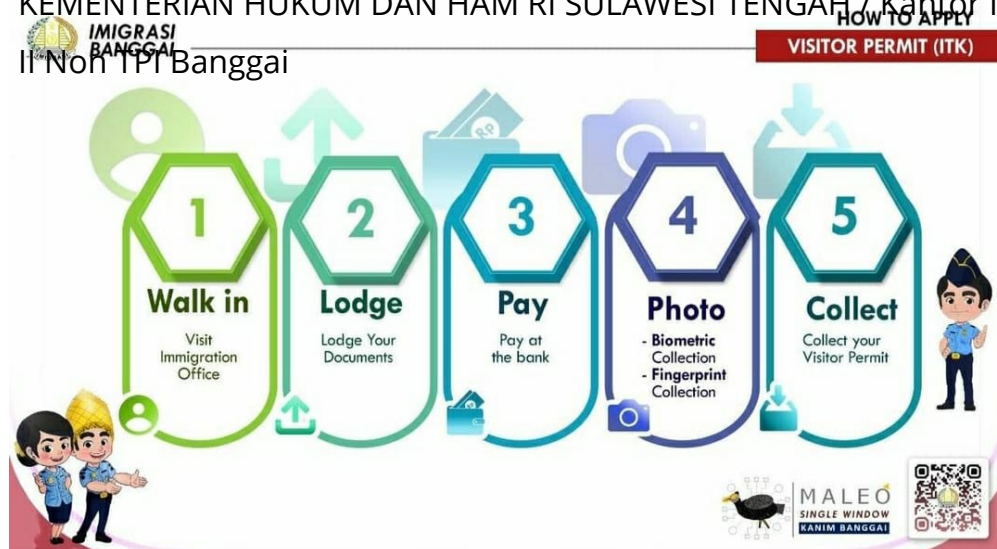 KEMENTERIAN HUKUM DAN HAM RI SULAWESI TENGAH / Kantor
II Non TPI Banggai
IMIGRASI
BANGGAI
HOW TO APPLY
VISITOR PERMIT (ITK)
RP
1
2
3
4
5
Walk in
Visit
Immigration
Office
Lodge
Lodge Your
Documents
Pay
Pay at
the bank
Photo
- Biometric
Collection
- Fingerprint
Collection
Collect
Collect your
Visitor Permit
MALEO
SINGLE WINDOW
KANIM BANGGAI